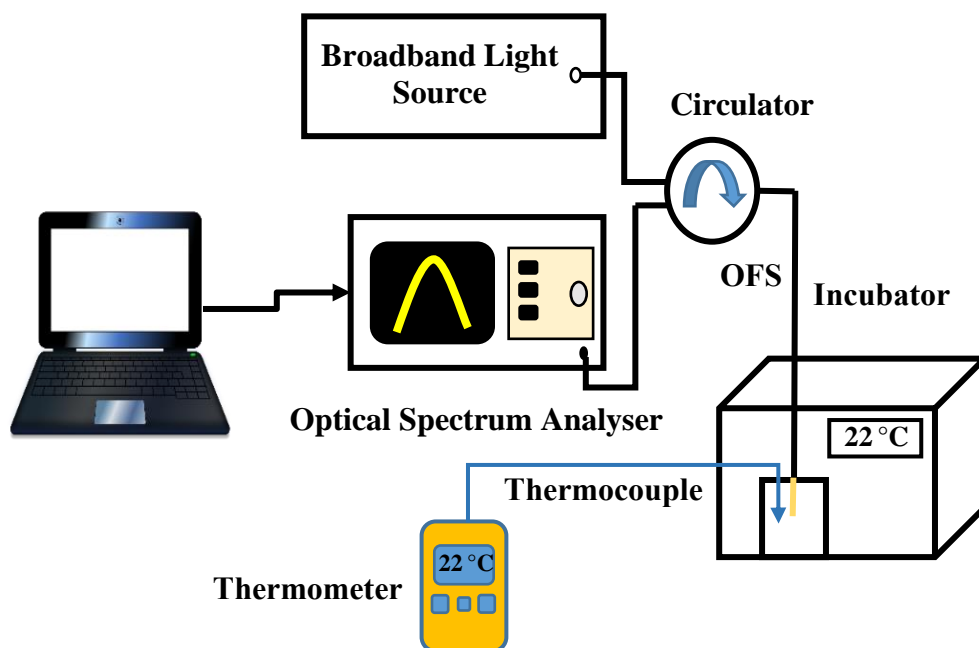 Broadband Light
Source
Circulator
OFS
Incubator
Optical Spectrum Analyser
22 °C
Thermocouple
22 °C
Thermometer